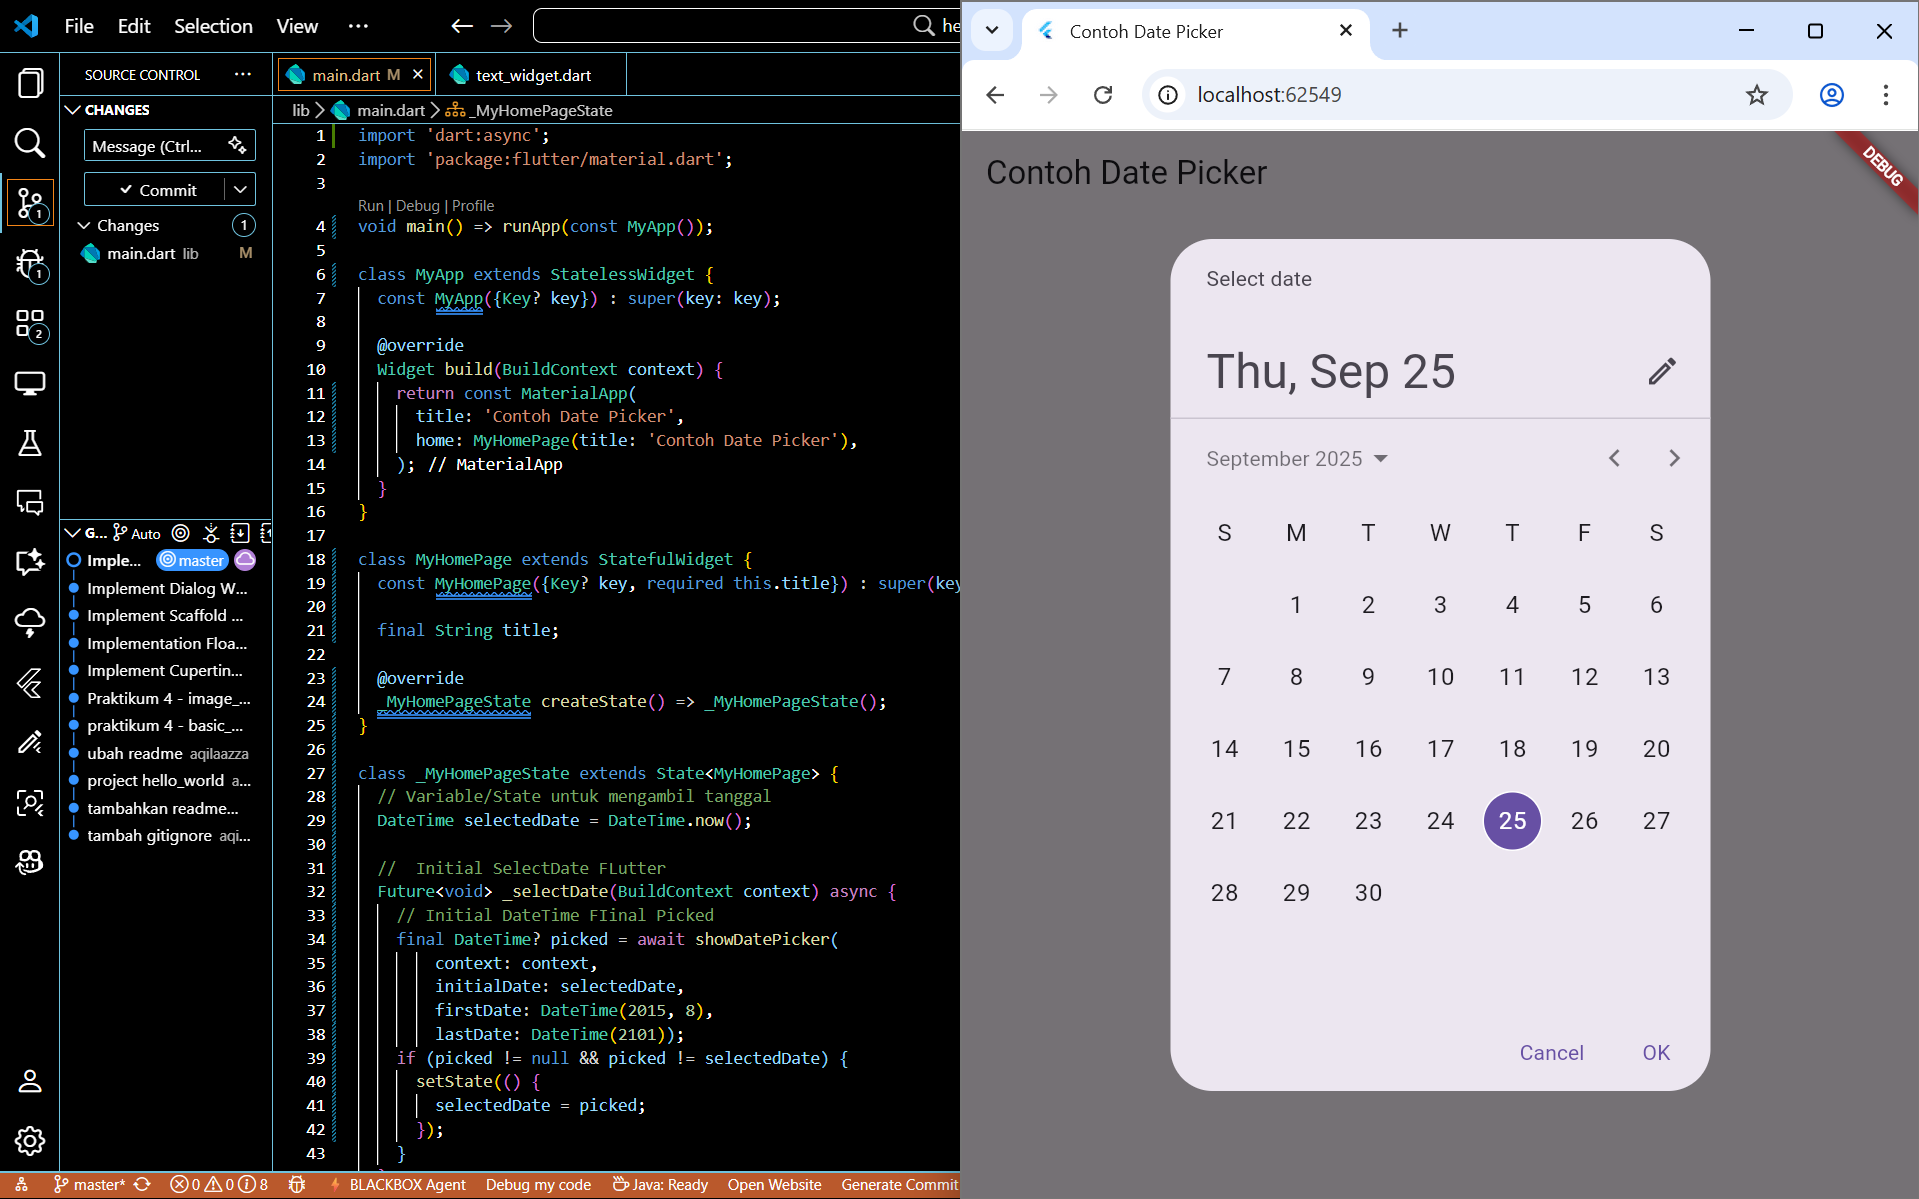 File Edit Selection View ...
SOURCE CONTROL ...
CHANGES
Message (Ctrl...
Commit
Changes 1
main.dart lib M
G... Auto
Imple... master
Implement Dialog W...
Implement Scaffold ...
Implementation Floa...
Implement Cupertin...
Praktikum 4 - image_...
praktikum 4 - basic_...
ubah readme aqilaazza
project hello_world a...
tambahkan readme...
tambah gitignore aqi...
1
1
2
he
main.dart M
text_widget.dart
lib > main.dart > _MyHomePageState
1 import 'dart:async';
2 import 'package:flutter/material.dart';
3
Run | Debug | Profile
4 void main() => runApp(const MyApp());
5
6 class MyApp extends StatelessWidget {
7 const MyApp({Key? key}) : super(key: key);
8
9 @override
10 Widget build(BuildContext context) {
11 return const MaterialApp(
12 title: 'Contoh Date Picker',
13 home: MyHomePage(title: 'Contoh Date Picker'),
14 ); // MaterialApp
15 }
16 }
17
18 class MyHomePage extends StatefulWidget {
19 const MyHomePage({Key? key, required this.title}) : super(key
20
21 final String title;
22
23 @override
24 _MyHomePageState createState() => _MyHomePageState();
25 }
26
27 class _MyHomePageState extends State<MyHomePage> {
28 // Variable/State untuk mengambil tanggal
29 DateTime selectedDate = DateTime.now();
30
31 //  Initial SelectDate FLutter
32 Future<void> _selectDate(BuildContext context) async {
33 // Initial DateTime FIinal Picked
34 final DateTime? picked = await showDatePicker(
35 context: context,
36 initialDate: selectedDate,
37 firstDate: DateTime(2015, 8),
38 lastDate: DateTime(2101));
39 if (picked != null && picked != selectedDate) {
40 setState(() {
41 selectedDate = picked;
42 });
43 }
master* 0 0 8 BLACKBOX Agent Debug my code Java: Ready Open Website Generate Commit
Contoh Date Picker
localhost:62549
Contoh Date Picker
DEBUG
Select date
Thu, Sep 25
September 2025
S M T W T F S
1 2 3 4 5 6
7 8 9 10 11 12 13
14 15 16 17 18 19 20
21 22 23 24 25 26 27
28 29 30
Cancel OK